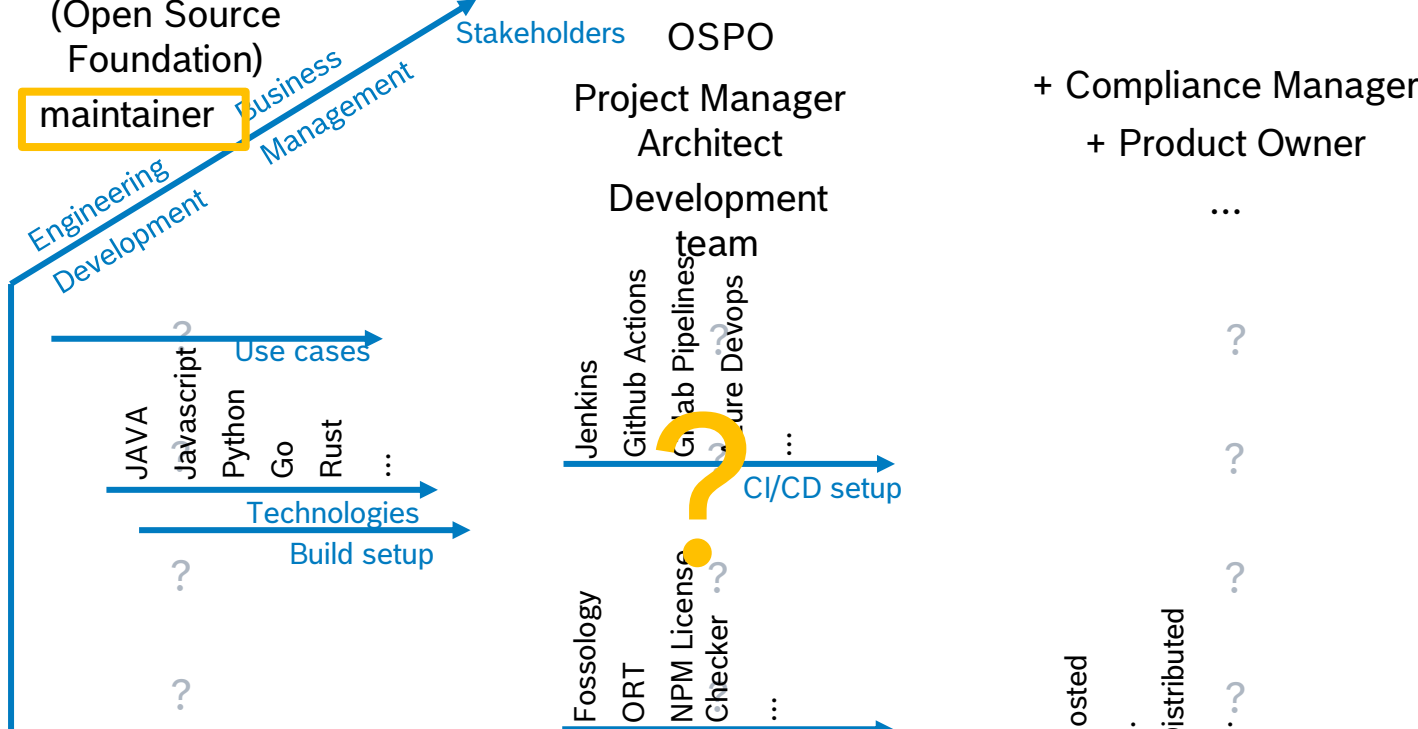 (Open Source
Foundation)
maintainer
Engineering
Development
Business
Management
Stakeholders
OSPO
Project Manager
Architect
Development
team
+ Compliance Manager
+ Product Owner
...
?
Use cases
JAVA
Javascript
Python
Go
Rust
...
?
Technologies
Build setup
?
?
Jenkins
Github Actions
Gitlab Pipelines
Azure Devops
...
?
?
?
CI/CD setup
?
Fossology
ORT
NPM License
Checker
...
?
?
?
?
osted
istributed
?